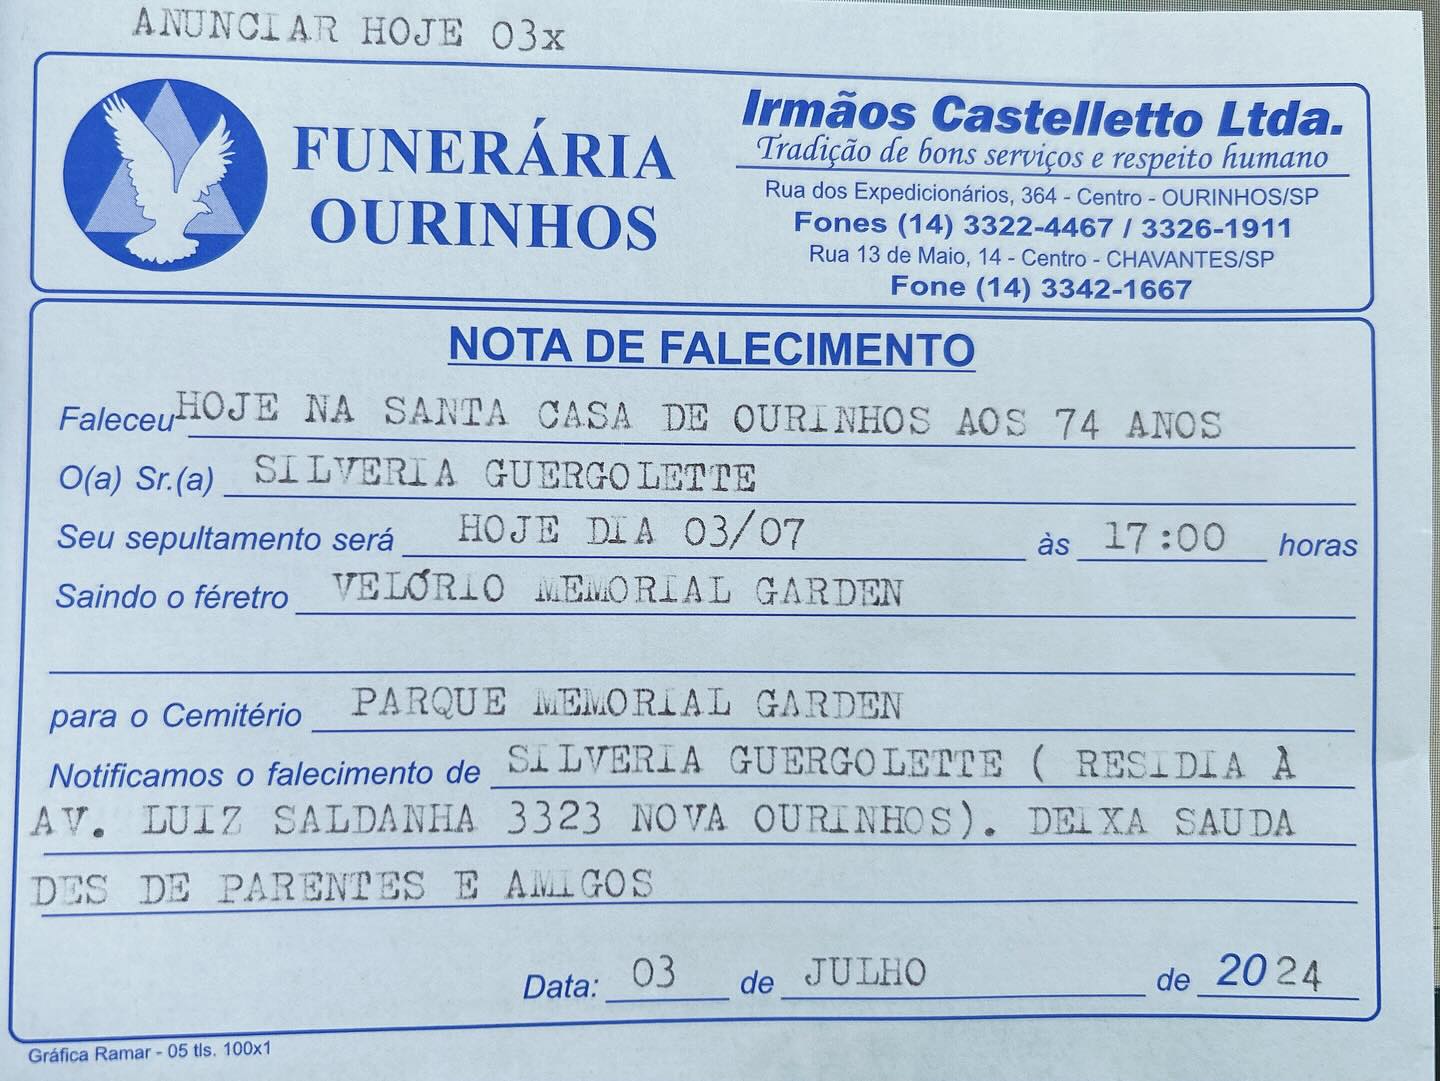 ANUNCIAR HOJE 03x
FUNERÁRIA
OURINHOS
Irmãos Castelletto Ltda.
Tradição de bons serviços e respeito humano
Rua dos Expedicionários, 364 - Centro - OURINHOS/SP
Fones (14) 3322-4467 / 3326-1911
Rua 13 de Maio, 14 - Centro - CHAVANTES/SP
Fone (14) 3342-1667
NOTA DE FALECIMENTO
Faleceu HOJE NA SANTA CASA DE OURINHOS AOS 74 ANOS
O(a) Sr.(a) SILVERIA GUERGOLETTE
Seu sepultamento será HOJE DIA 03/07 às 17:00 horas
Saindo o féretro VELÓRIO MEMORIAL GARDEN
para o Cemitério PARQUE MEMORIAL GARDEN
Notificamos o falecimento de SILVERIA GUERGOLETTE ( RESIDIA À
AV. LUIZ SALDANHA 3323 NOVA OURINHOS). DEIXA SAUDA
DES DE PARENTES E AMIGOS
Data: 03 de JULHO de 2024
Gráfica Ramar - 05 tls. 100x1